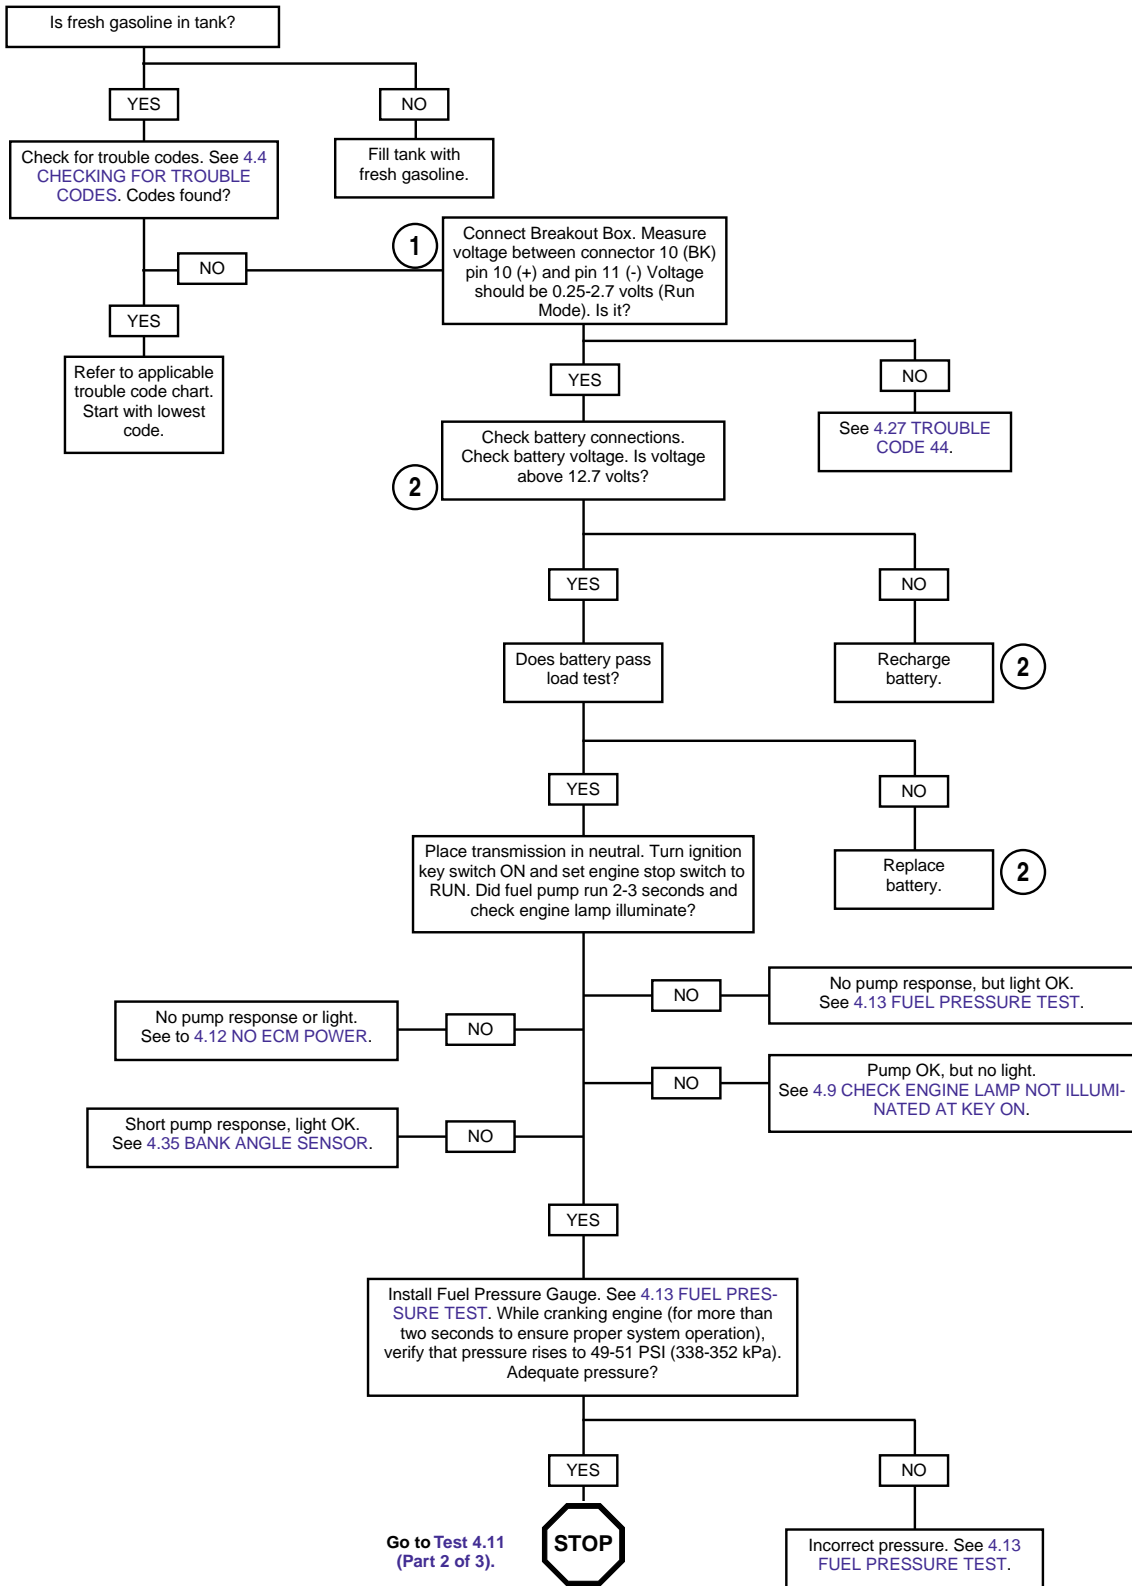 Is fresh gasoline in tank?
YES
NO
Check for trouble codes. See 4.4
CHECKING FOR TROUBLE
CODES. Codes found?
Fill tank with
fresh gasoline.
NO
1
Connect Breakout Box. Measure
voltage between connector 10 (BK)
pin 10 (+) and pin 11 (-) Voltage
should be 0.25-2.7 volts (Run
Mode). Is it?
YES
Refer to applicable
trouble code chart.
Start with lowest
code.
YES
NO
See 4.27 TROUBLE
CODE 44.
2
Check battery connections.
Check battery voltage. Is voltage
above 12.7 volts?
YES
NO
Does battery pass
load test?
Recharge
battery.
2
YES
NO
Place transmission in neutral. Turn ignition
key switch ON and set engine stop switch to
RUN. Did fuel pump run 2-3 seconds and
check engine lamp illuminate?
Replace
battery.
2
NO
No pump response, but light OK.
See 4.13 FUEL PRESSURE TEST.
No pump response or light.
See to 4.12 NO ECM POWER.
NO
NO
Pump OK, but no light.
See 4.9 CHECK ENGINE LAMP NOT ILLUMI-
NATED AT KEY ON.
Short pump response, light OK.
See 4.35 BANK ANGLE SENSOR.
NO
YES
Install Fuel Pressure Gauge. See 4.13 FUEL PRES-
SURE TEST. While cranking engine (for more than
two seconds to ensure proper system operation),
verify that pressure rises to 49-51 PSI (338-352 kPa).
Adequate pressure?
YES
NO
Go to Test 4.11
(Part 2 of 3).
STOP
Incorrect pressure. See 4.13
FUEL PRESSURE TEST.